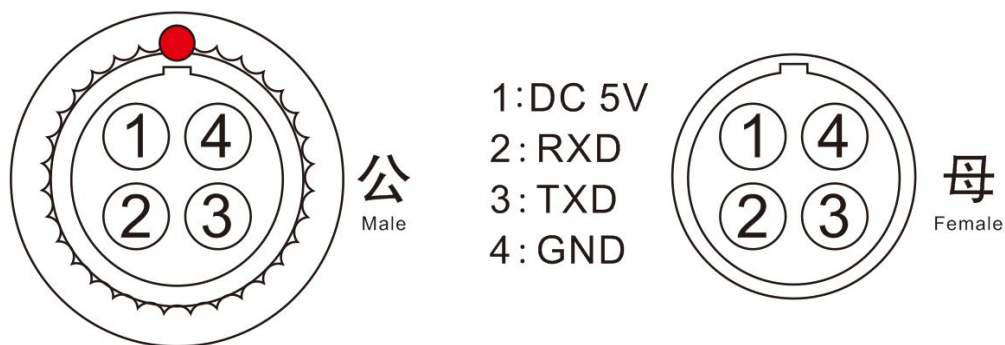 1 4
2 3
公
Male
1:DC 5V
2:RXD
3:TXD
4:GND
1 4
2 3
母
Female